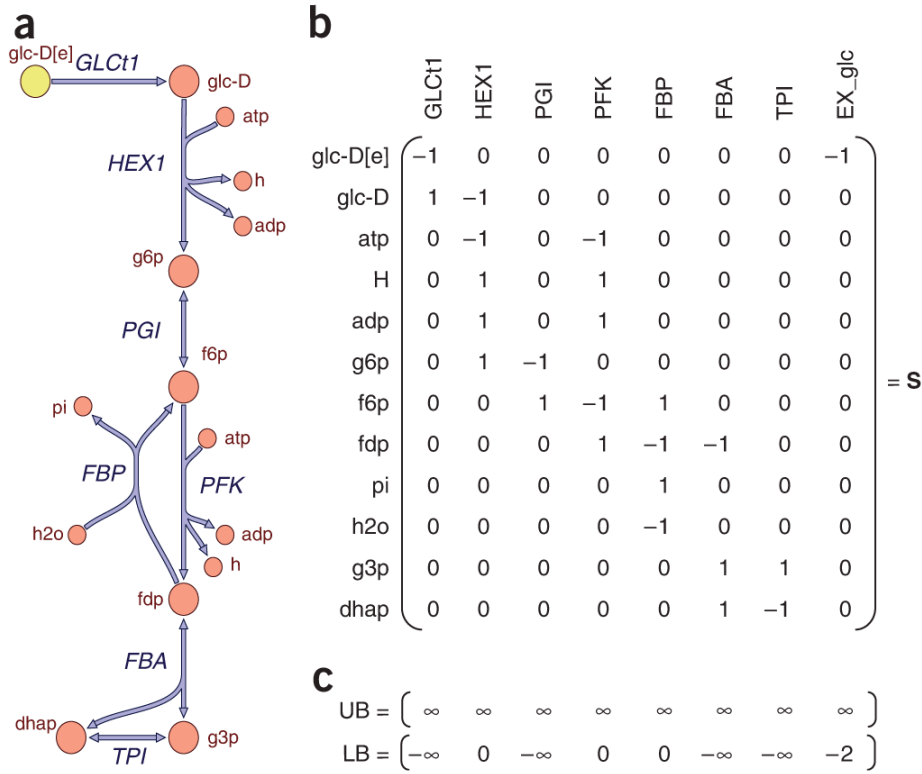 a
glc-D[e]
GLCt1
glc-D
atp
HEX1
h
adp
g6p
PGI
f6p
pi
atp
FBP
PFK
h2o
adp
h
fdp
FBA
dhap
g3p
TPI
b
GLCt1 HEX1 PGI PFK FBP FBA TPI EX_glc
glc-D[e] −1 0 0 0 0 0 0 −1
glc-D 1 −1 0 0 0 0 0 0
atp 0 −1 0 −1 0 0 0 0
H 0 1 0 1 0 0 0 0
adp 0 1 0 1 0 0 0 0
g6p 0 1 −1 0 0 0 0 0
f6p 0 0 1 −1 1 0 0 0
fdp 0 0 0 1 −1 −1 0 0
pi 0 0 0 0 1 0 0 0
h2o 0 0 0 0 −1 0 0 0
g3p 0 0 0 0 0 1 1 0
dhap 0 0 0 0 0 1 −1 0
= S
c
UB = ( ∞ ∞ ∞ ∞ ∞ ∞ ∞ ∞ )
LB = ( −∞ 0 −∞ 0 0 −∞ −∞ −2 )